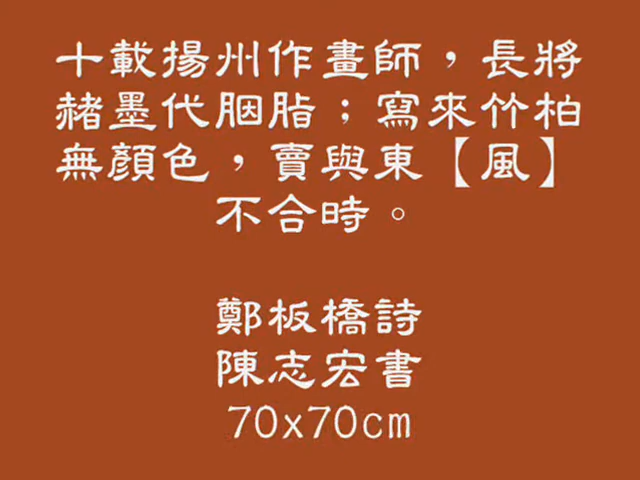 十載揚州作畫師，長將
赭墨代胭脂；寫來竹柏
無顏色，賣與東【風】
不合時。
鄭板橋詩
陳志宏書
70x70cm